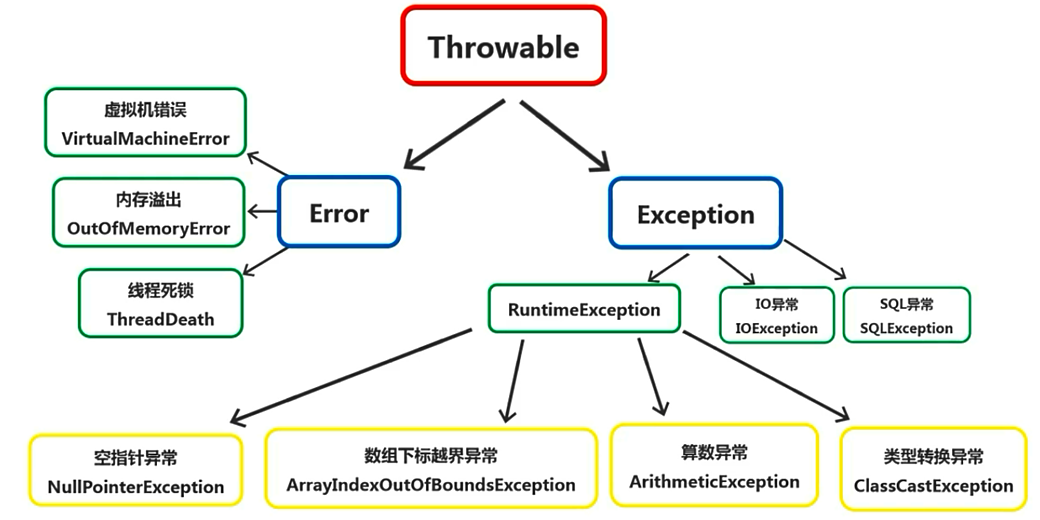 Throwable
虚拟机错误
VirtualMachineError
内存溢出
OutOfMemoryError
线程死锁
ThreadDeath
Error
Exception
RuntimeException
IO异常
IOException
SQL异常
SQLException
空指针异常
NullPointerException
数组下标越界异常
ArrayIndexOutOfBoundsException
算数异常
ArithmeticException
类型转换异常
ClassCastException